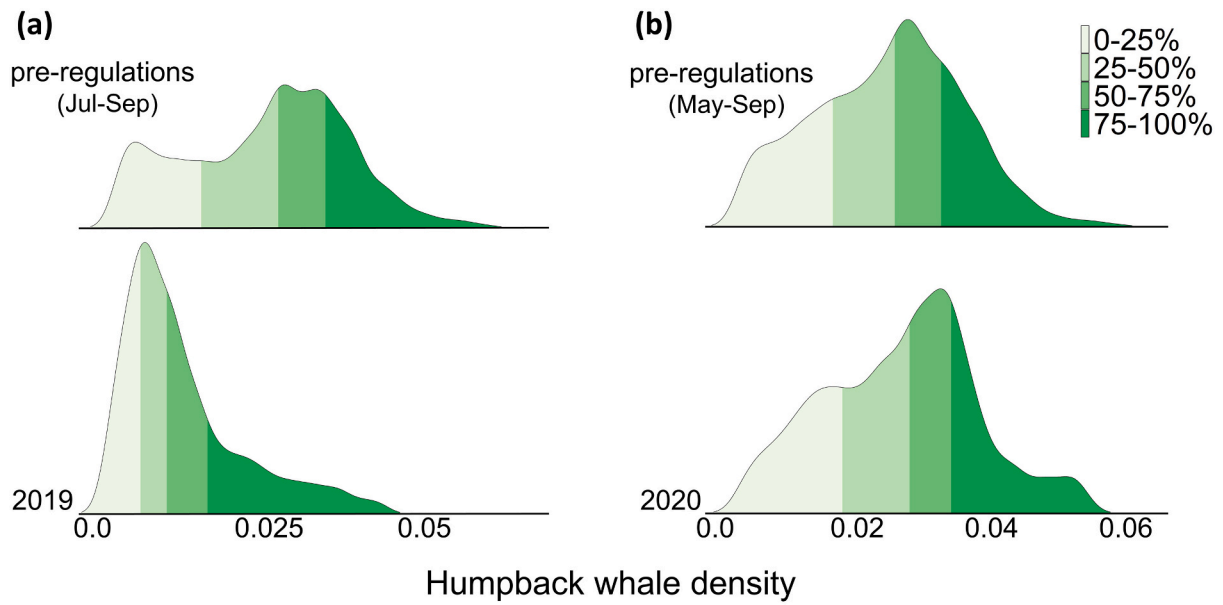 (a)
pre-regulations
(Jul-Sep)
2019
0.0 0.025 0.05
(b)
pre-regulations
(May-Sep)
0-25%
25-50%
50-75%
75-100%
2020
0.0 0.02 0.04 0.06
Humpback whale density